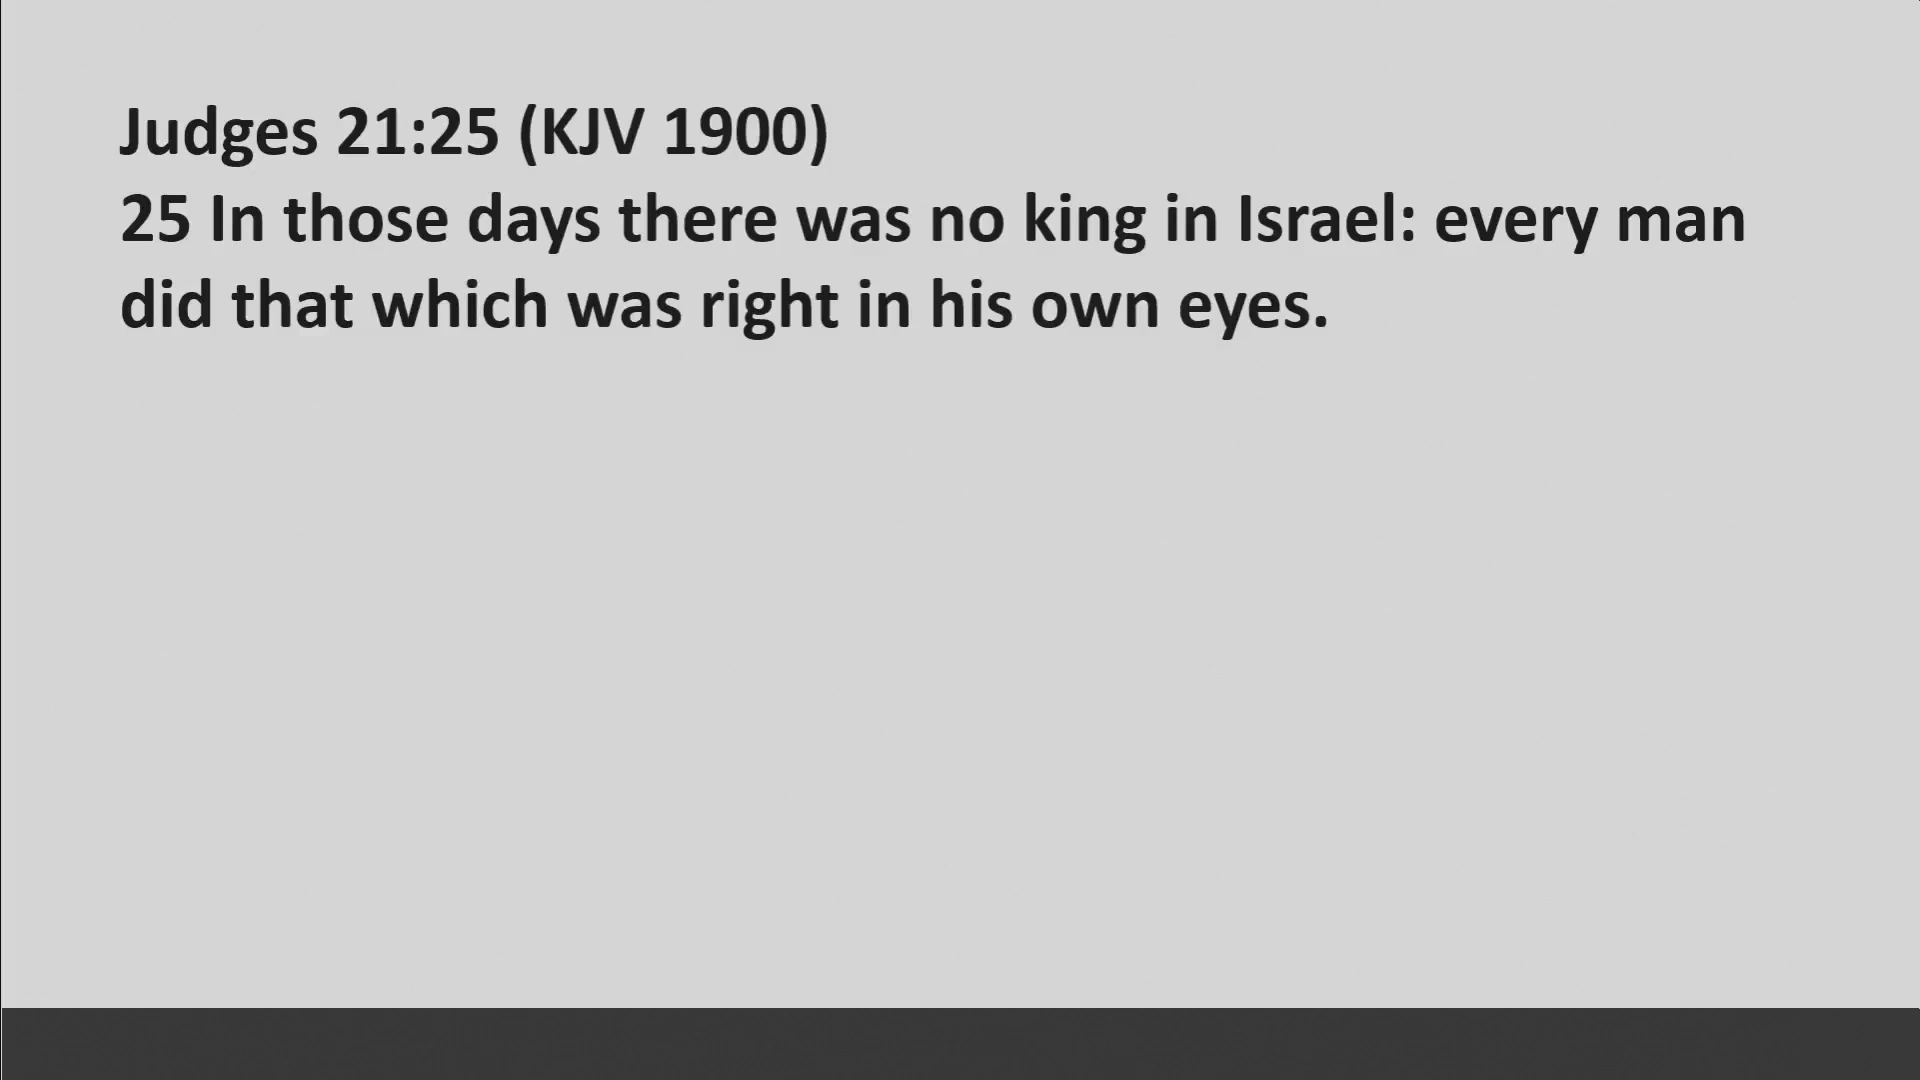 Judges 21:25 (KJV 1900)
25 In those days there was no king in Israel: every man
did that which was right in his own eyes.